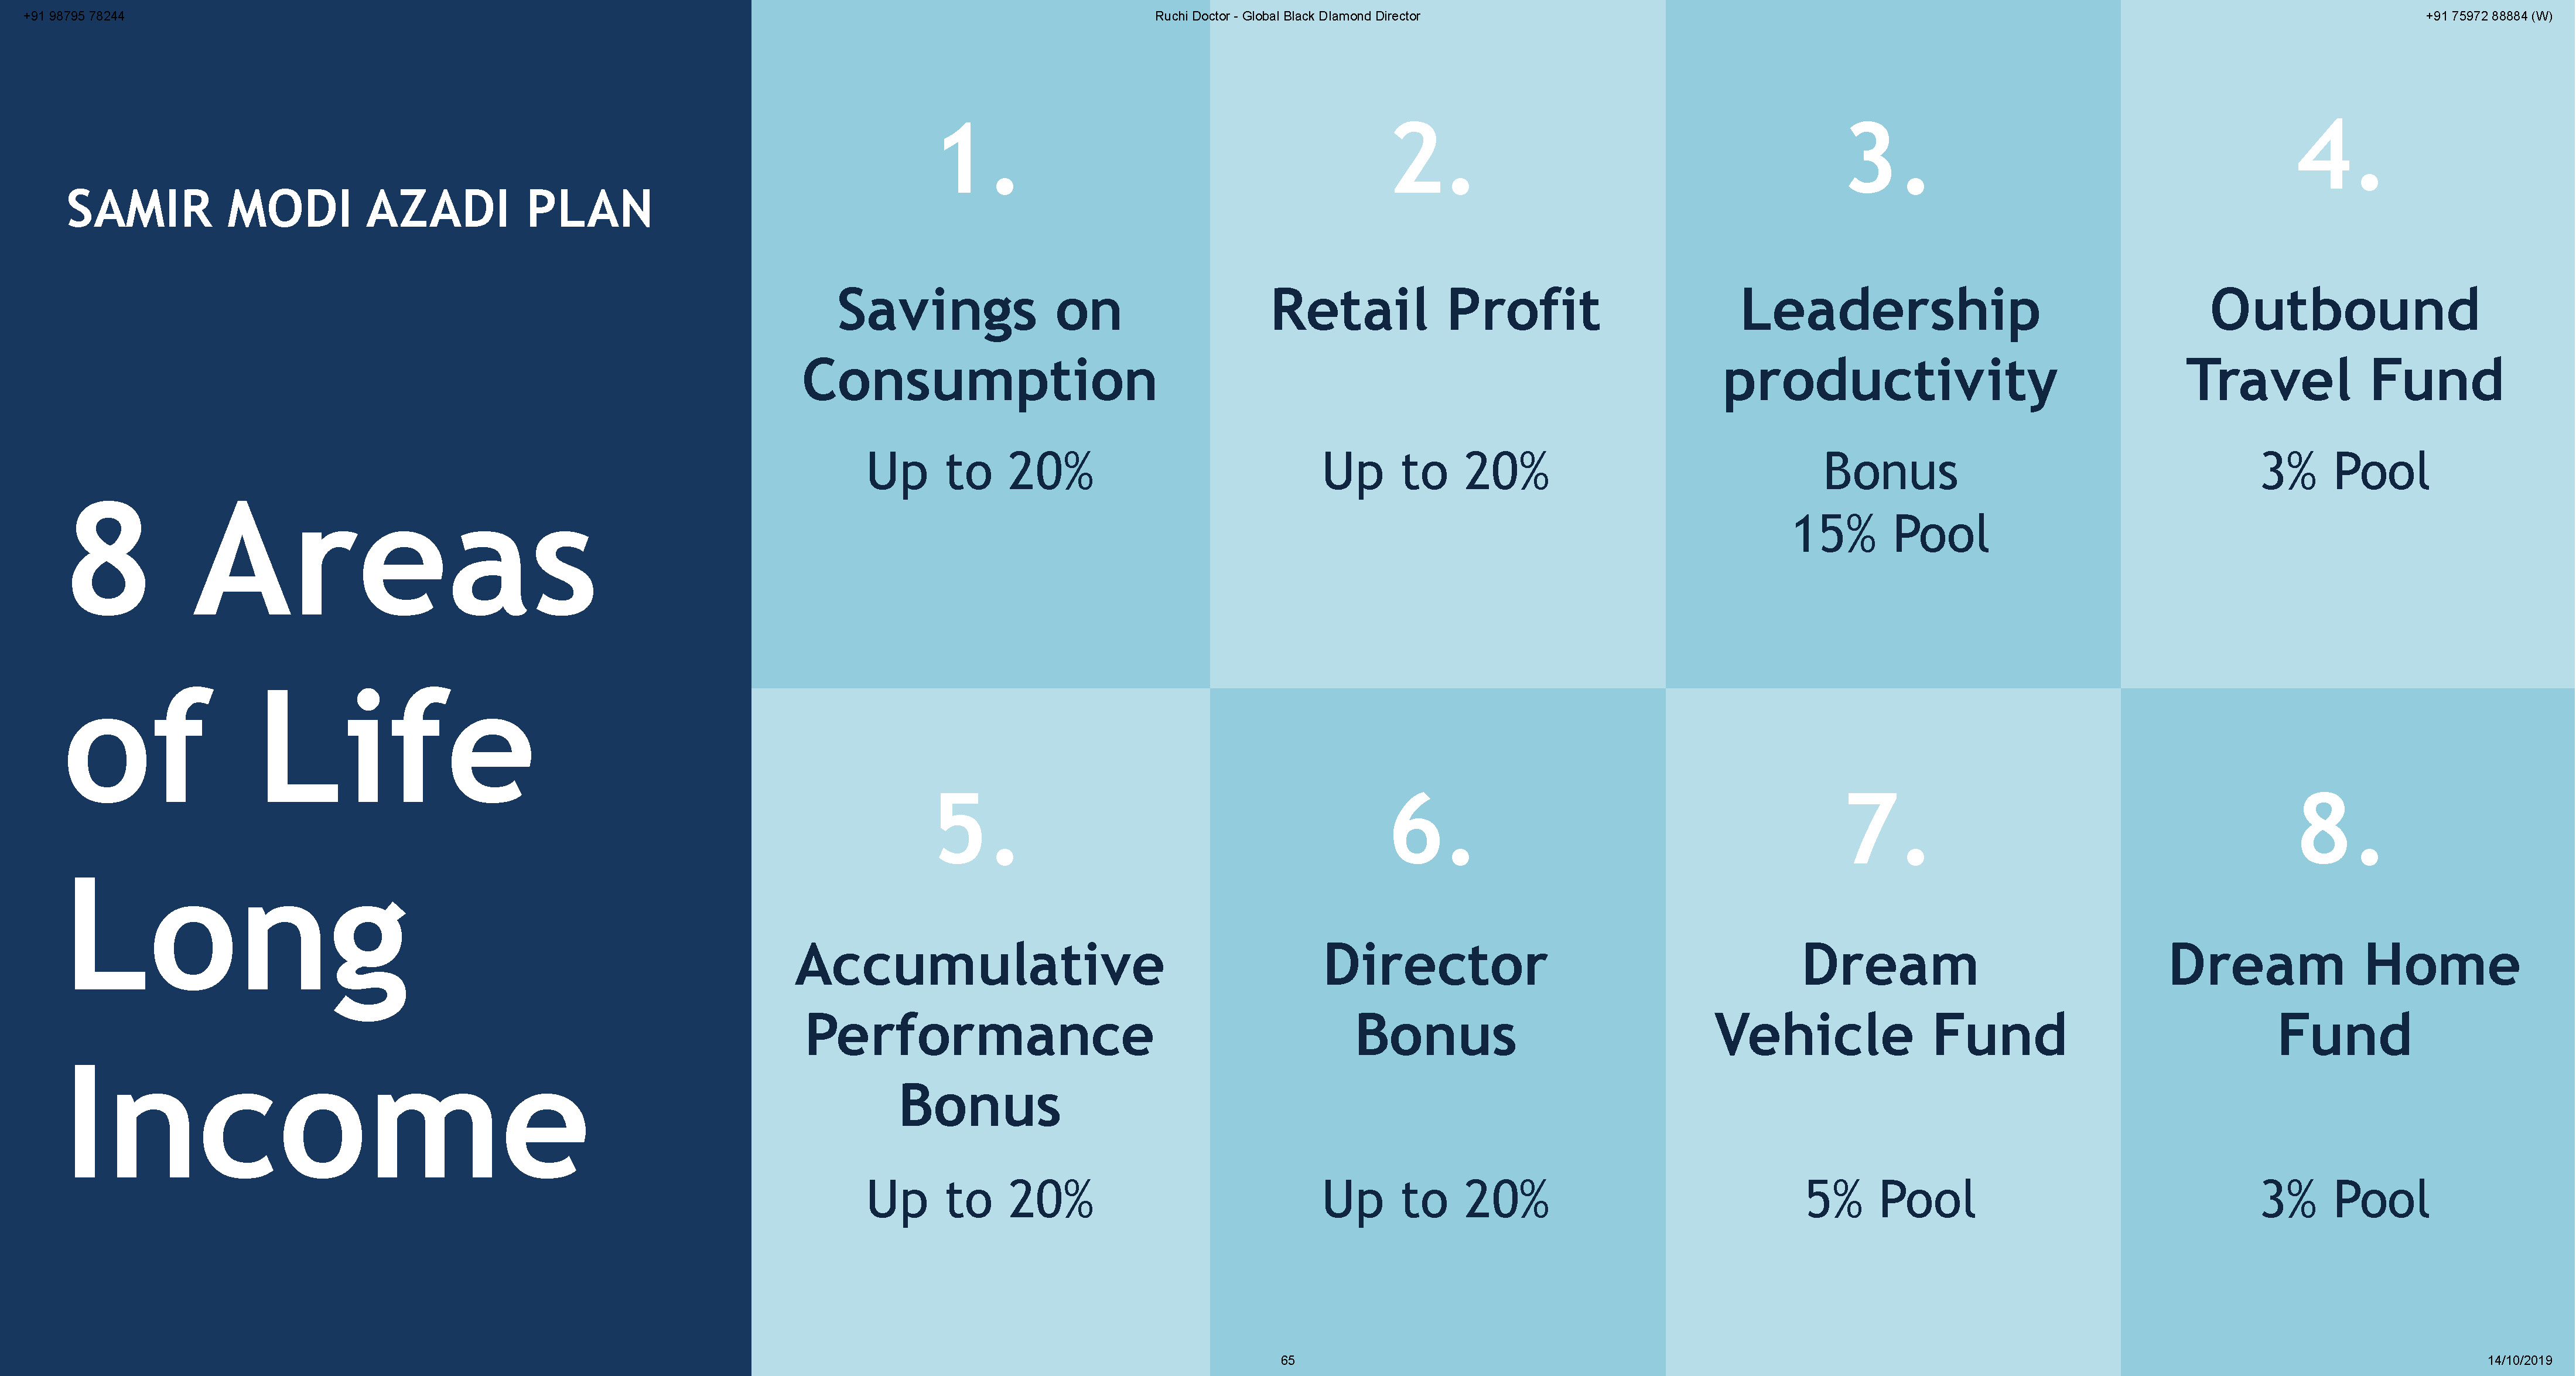 +91 98795 78244
Ruchi Doctor - Global Black DIamond Director
+91 75972 88884 (W)
SAMIR MODI AZADI PLAN
8 Areas
of Life
Long
Income
1.
Savings on
Consumption
Up to 20%
2.
Retail Profit
Up to 20%
3.
Leadership
productivity
Bonus
15% Pool
4.
Outbound
Travel Fund
3% Pool
5.
Accumulative
Performance
Bonus
Up to 20%
6.
Director
Bonus
Up to 20%
7.
Dream
Vehicle Fund
5% Pool
8.
Dream Home
Fund
3% Pool
65
14/10/2019